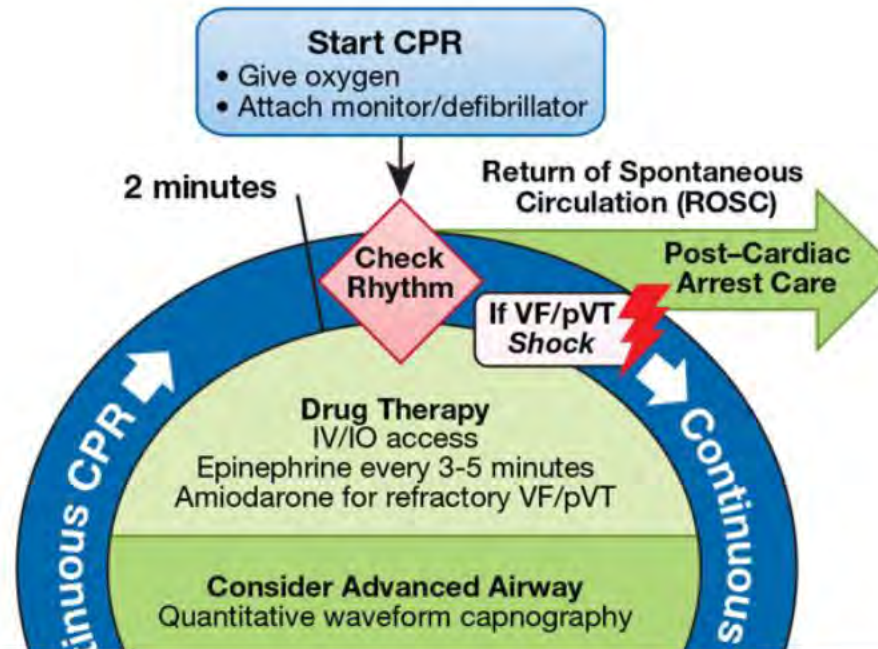 Start CPR
• Give oxygen
• Attach monitor/defibrillator
2 minutes
Return of Spontaneous
Circulation (ROSC)
Check
Rhythm
Post–Cardiac
Arrest Care
If VF/pVT
Shock
Drug Therapy
IV/IO access
Epinephrine every 3-5 minutes
Amiodarone for refractory VF/pVT
Consider Advanced Airway
Quantitative waveform capnography
Continuous
tinuous CPR